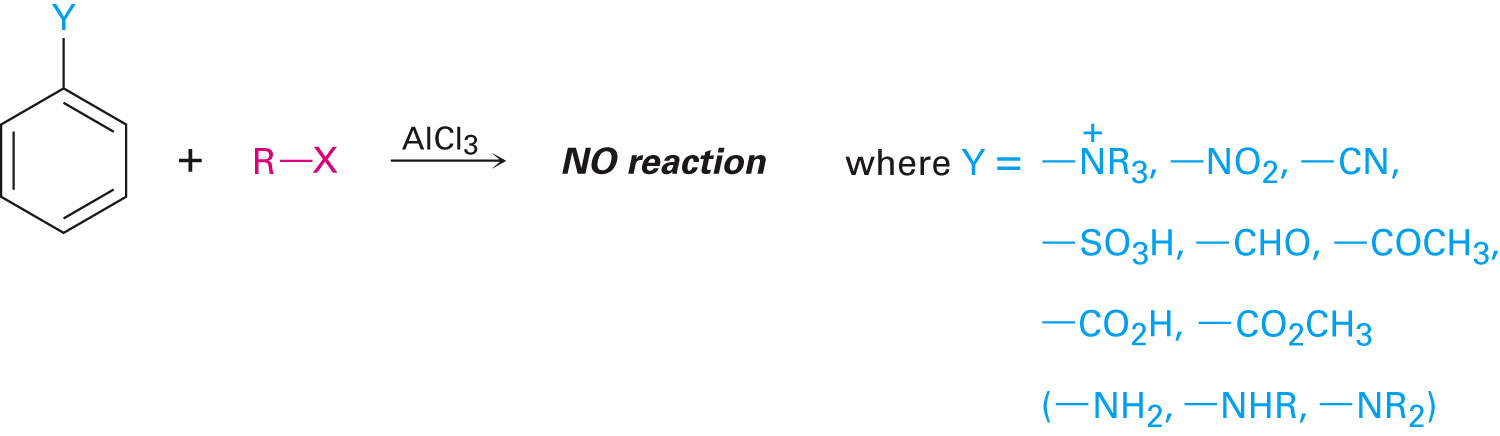 Y
+ R—X AlCl₃ NO reaction where Y = —N⁺R₃, —NO₂, —CN,
—SO₃H, —CHO, —COCH₃,
—CO₂H, —CO₂CH₃
(—NH₂, —NHR, —NR₂)